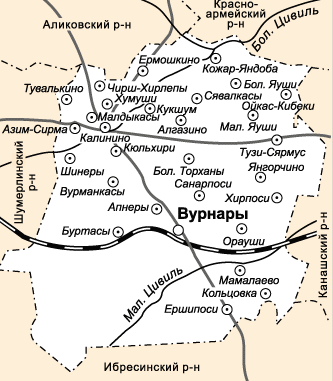 Красно-
армейский р-н
Аликовский р-н
Бол. Цивиль
Ермошкино
Кожар-Яндоба
Тувалькино
Чирш-Хирлепы
Бол. Яуши
Хумуши
Сявалкасы
Кукшум
Ойкас-Кибеки
Малдыкасы
Азим-Сирма
Алгазино
Мал. Яуши
Калинино
Кюльхири
Тузи-Сярмус
Шинеры
Бол. Торханы
Янгорчино
Шумерлинский
р-н
Вурманкасы
Санарпоси
Хирпоси
Апнеры
Вурнары
Буртасы
Орауши
Канашский р-н
Мал. Цивиль
Мамалаево
Кольцовка
Ершипоси
Ибресинский р-н